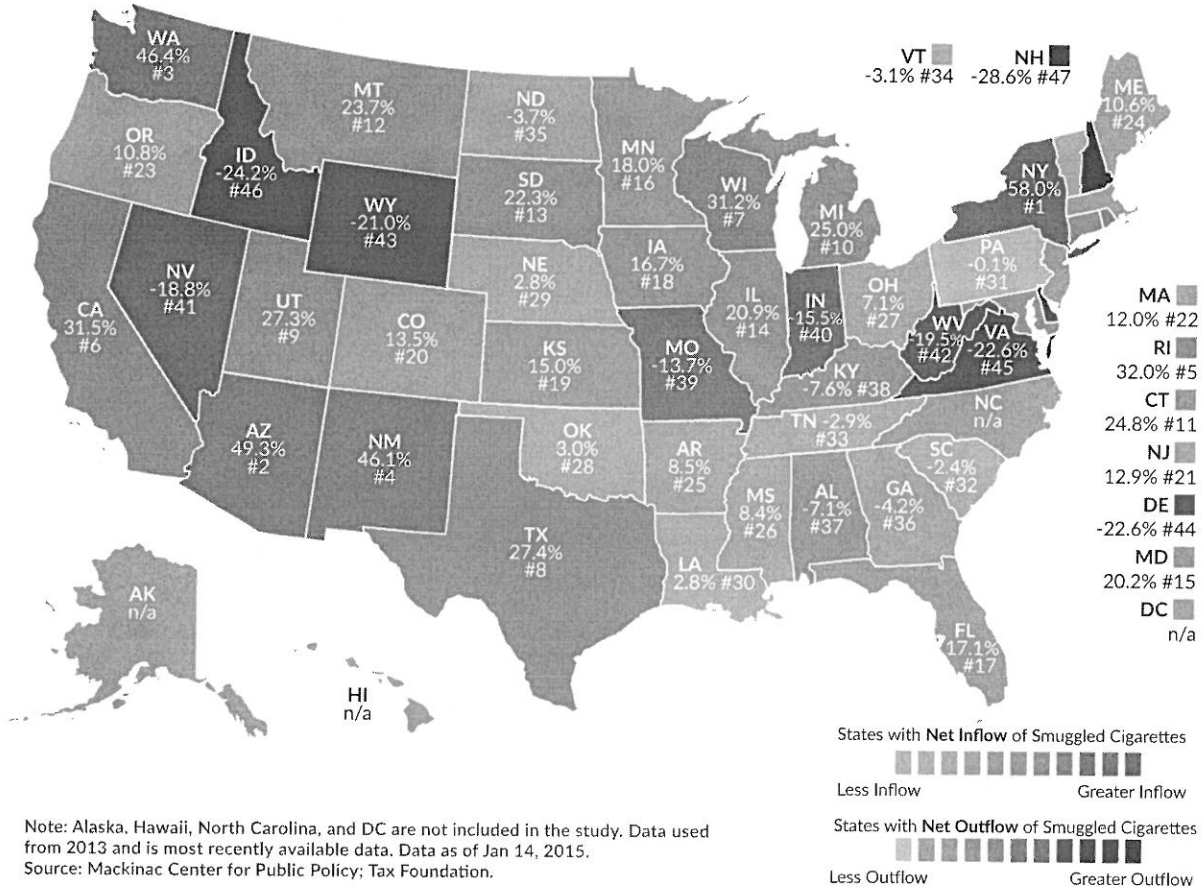 WA
46.4%
#3
VT
-3.1% #34
NH
-28.6% #47
MT
23.7%
#12
ND
-3.7%
#35
ME
10.6%
#24
OR
10.8%
#23
ID
-24.2%
#46
MN
18.0%
#16
SD
22.3%
#13
WI
31.2%
#7
NY
58.0%
#1
WY
-21.0%
#43
MI
25.0%
#10
IA
16.7%
#18
PA
-0.1%
#31
NE
2.8%
#29
NV
-18.8%
#41
CA
31.5%
#6
UT
27.3%
#9
CO
13.5%
#20
IL
20.9%
#14
IN
-15.5%
#40
OH
7.1%
#27
WV
-19.5%
#42
VA
-22.6%
#45
MA
12.0% #22
RI
32.0% #5
CT
24.8% #11
NJ
12.9% #21
DE
-22.6% #44
MD
20.2% #15
DC
n/a
KS
15.0%
#19
MO
-13.7%
#39
KY
-7.6% #38
NC
n/a
TN -2.9%
#33
AZ
49.3%
#2
NM
46.1%
#4
OK
3.0%
#28
AR
8.5%
#25
SC
-2.4%
#32
MS
8.4%
#26
AL
-7.1%
#37
GA
-4.2%
#36
TX
27.4%
#8
LA
2.8% #30
FL
17.1%
#17
AK
n/a
HI
n/a
States with Net Inflow of Smuggled Cigarettes
Less Inflow Greater Inflow
States with Net Outflow of Smuggled Cigarettes
Less Outflow Greater Outflow
Note: Alaska, Hawaii, North Carolina, and DC are not included in the study. Data used
from 2013 and is most recently available data. Data as of Jan 14, 2015.
Source: Mackinac Center for Public Policy; Tax Foundation.